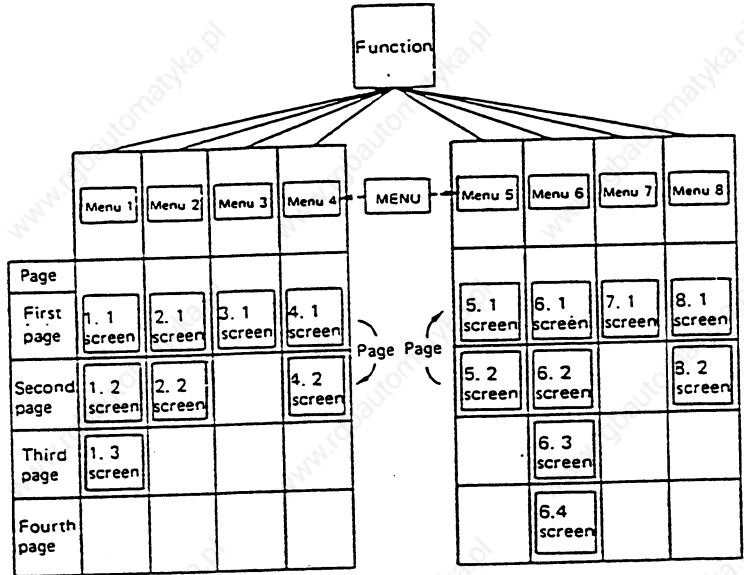 Function
Menu 1 Menu 2 Menu 3 Menu 4 MENU Menu 5 Menu 6 Menu 7 Menu 8
Page
First
page
1. 1
screen
2. 1
screen
3. 1
screen
4. 1
screen
5. 1
screen
6. 1
screen
7. 1
screen
8. 1
screen
Page Page
Second
page
1. 2
screen
2. 2
screen
4. 2
screen
5. 2
screen
6. 2
screen
8. 2
screen
Third
page
1. 3
screen
6. 3
screen
Fourth
page
6.4
screen
www.rgbautomatyka.pl